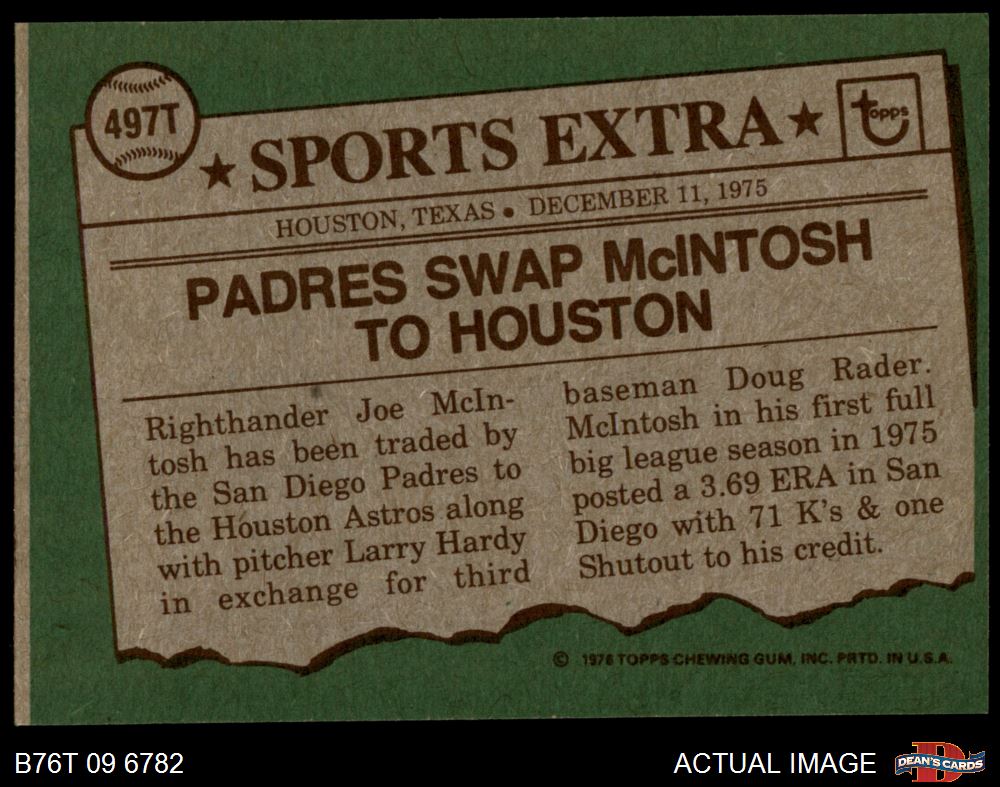 497T
★ SPORTS EXTRA ★
Topps
HOUSTON, TEXAS • DECEMBER 11, 1975
PADRES SWAP McINTOSH
TO HOUSTON
Righthander Joe McIn-
tosh has been traded by
the San Diego Padres to
the Houston Astros along
with pitcher Larry Hardy
in exchange for third
baseman Doug Rader.
McIntosh in his first full
big league season in 1975
posted a 3.69 ERA in San
Diego with 71 K's & one
Shutout to his credit.
© 1976 TOPPS CHEWING GUM, INC. PRTD. IN U.S.A.
B76T 09 6782
ACTUAL IMAGE
DEAN'S CARDS